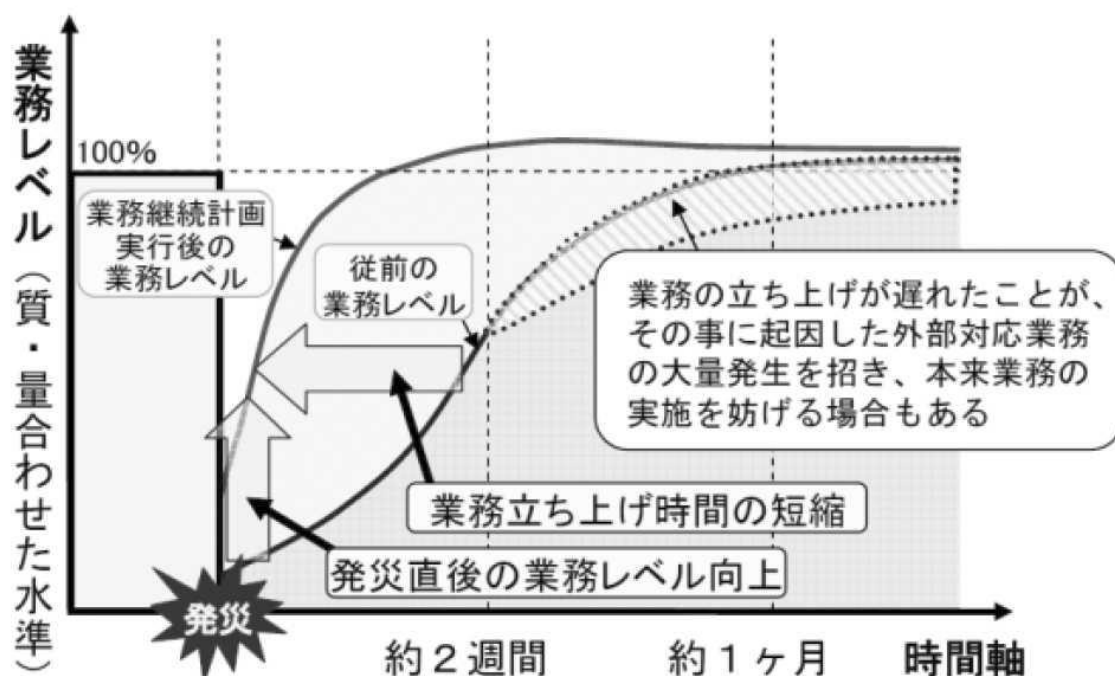 業務レベル（質・量合わせた水準）
100%
業務継続計画
実行後の
業務レベル
従前の
業務レベル
業務の立ち上げが遅れたことが、
その事に起因した外部対応業務
の大量発生を招き、本来業務の
実施を妨げる場合もある
業務立ち上げ時間の短縮
発災直後の業務レベル向上
発災
約２週間
約１ヶ月
時間軸